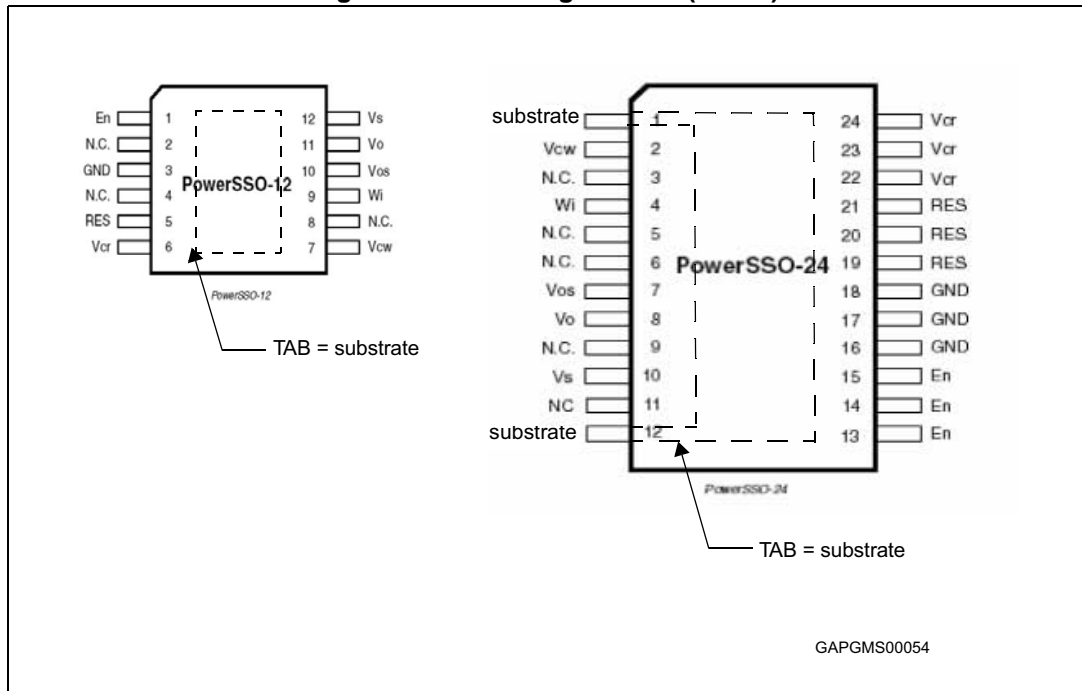 En 1 12 Vs
N.C. 2 11 Vo
GND 3 10 Vos
PowerSSO-12
N.C. 4 9 Wi
RES 5 8 N.C.
Vcr 6 7 Vcw
PowerSSO-12
TAB = substrate
substrate 1 24 Vcr
Vcw 2 23 Vcr
N.C. 3 22 Vcr
Wi 4 21 RES
N.C. 5 20 RES
N.C. 6 19 RES
PowerSSO-24
Vos 7 18 GND
Vo 8 17 GND
N.C. 9 16 GND
Vs 10 15 En
NC 11 14 En
substrate 12 13 En
PowerSSO-24
TAB = substrate
GAPGMS00054